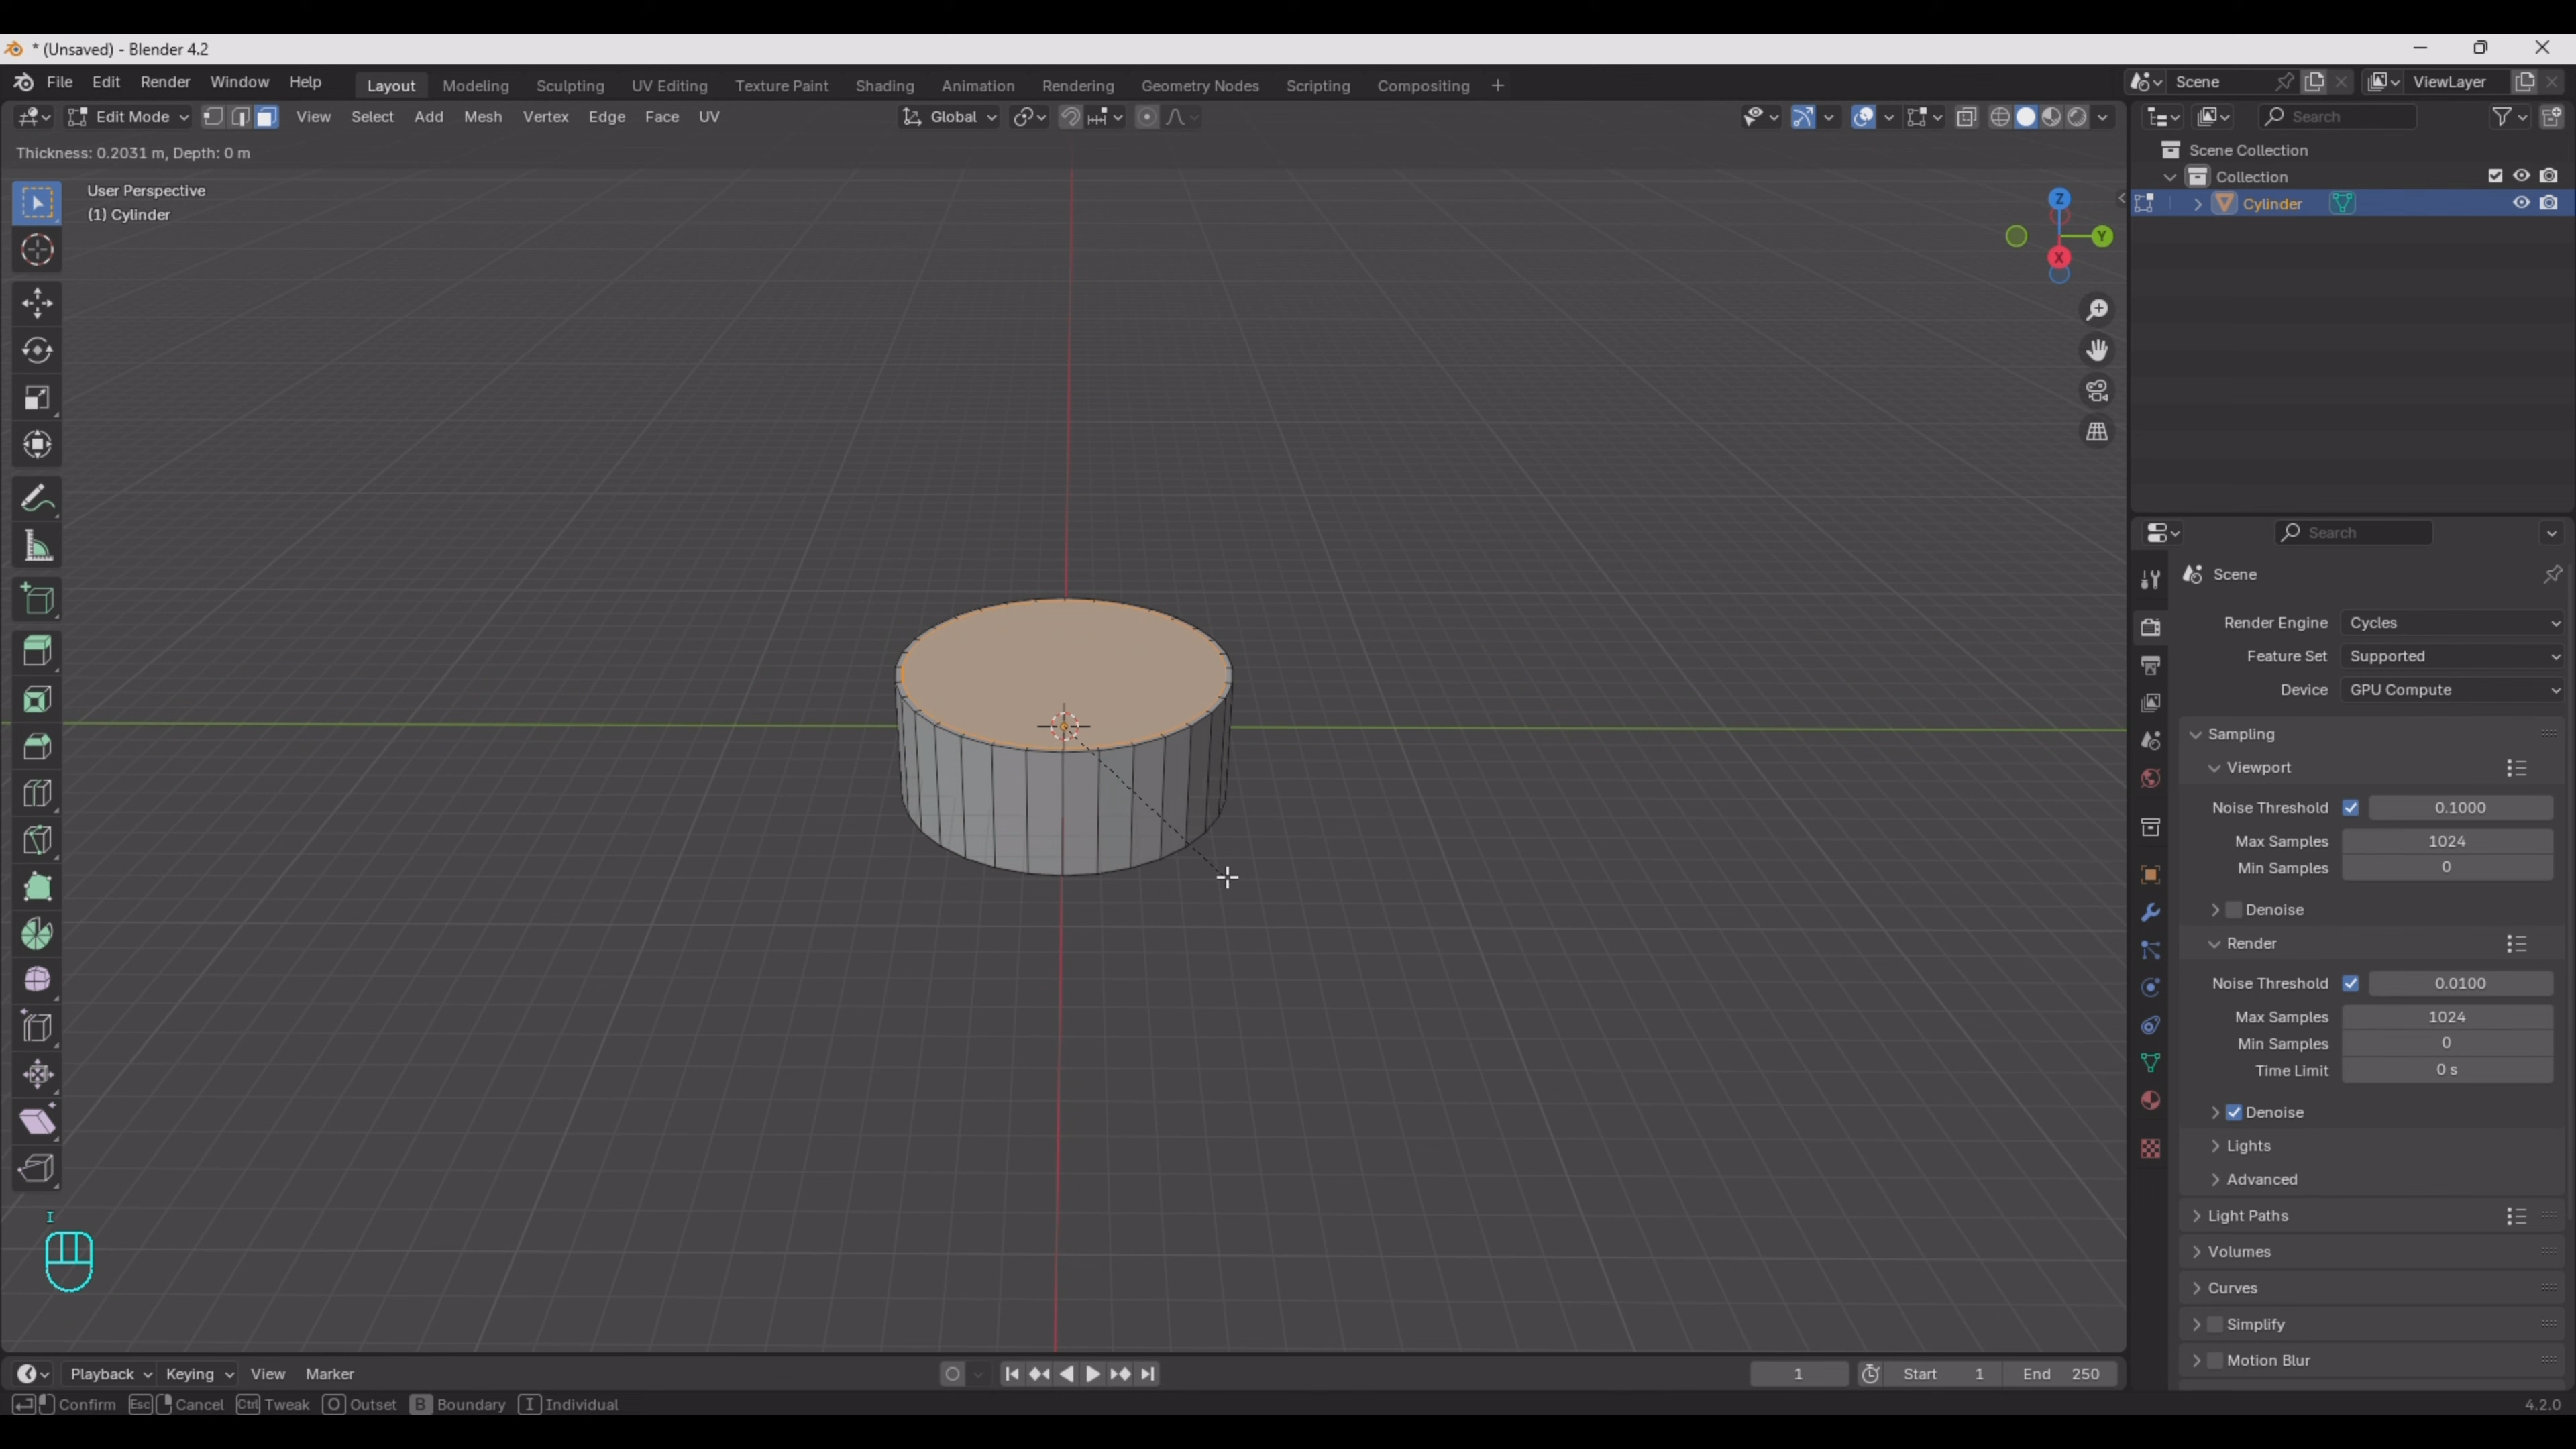 * (Unsaved) - Blender 4.2
File Edit Render Window Help Layout Modeling Sculpting UV Editing Texture Paint Shading Animation Rendering Geometry Nodes Scripting Compositing + Scene ViewLayer
Edit Mode View Select Add Mesh Vertex Edge Face UV Global Search
Thickness: 0.2031 m, Depth: 0 m
User Perspective
(1) Cylinder
Z
Y
X
Scene Collection
Collection
Cylinder
Search
Scene
Render Engine Cycles
Feature Set Supported
Device GPU Compute
Sampling
Viewport
Noise Threshold 0.1000
Max Samples 1024
Min Samples 0
Denoise
Render
Noise Threshold 0.0100
Max Samples 1024
Min Samples 0
Time Limit 0 s
Denoise
Lights
Advanced
Light Paths
Volumes
Curves
Simplify
Motion Blur
I
Playback Keying View Marker 1 Start 1 End 250
Confirm Esc Cancel Ctrl Tweak O Outset B Boundary I Individual 4.2.0